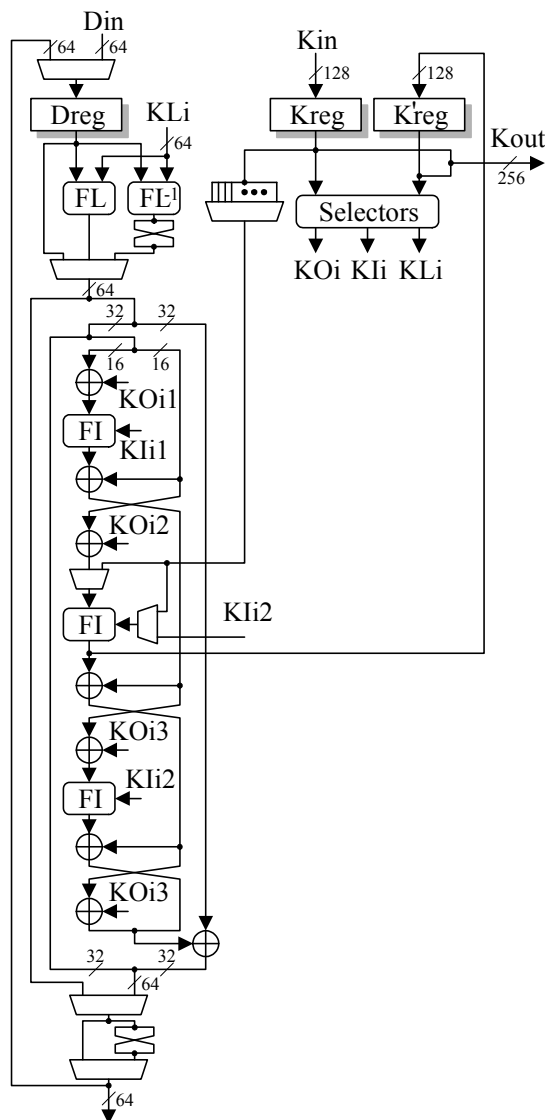 Din
64 64
Kin
128 128
Dreg
KLi
64
Kreg K'reg
Kout
256
FL FL-1
Selectors
KOi KIi KLi
64
32 32
16 16
KOi1
FI
KIi1
KOi2
FI
KIi2
KOi3
FI
KIi2
KOi3
32 64 32
64